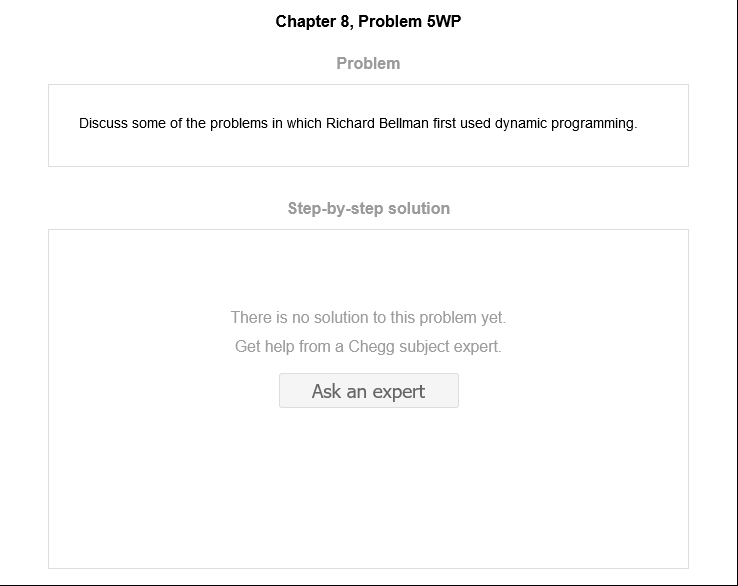 Chapter 8, Problem 5WP
Problem
Discuss some of the problems in which Richard Bellman first used dynamic programming.
Step-by-step solution
There is no solution to this problem yet.
Get help from a Chegg subject expert.
Ask an expert